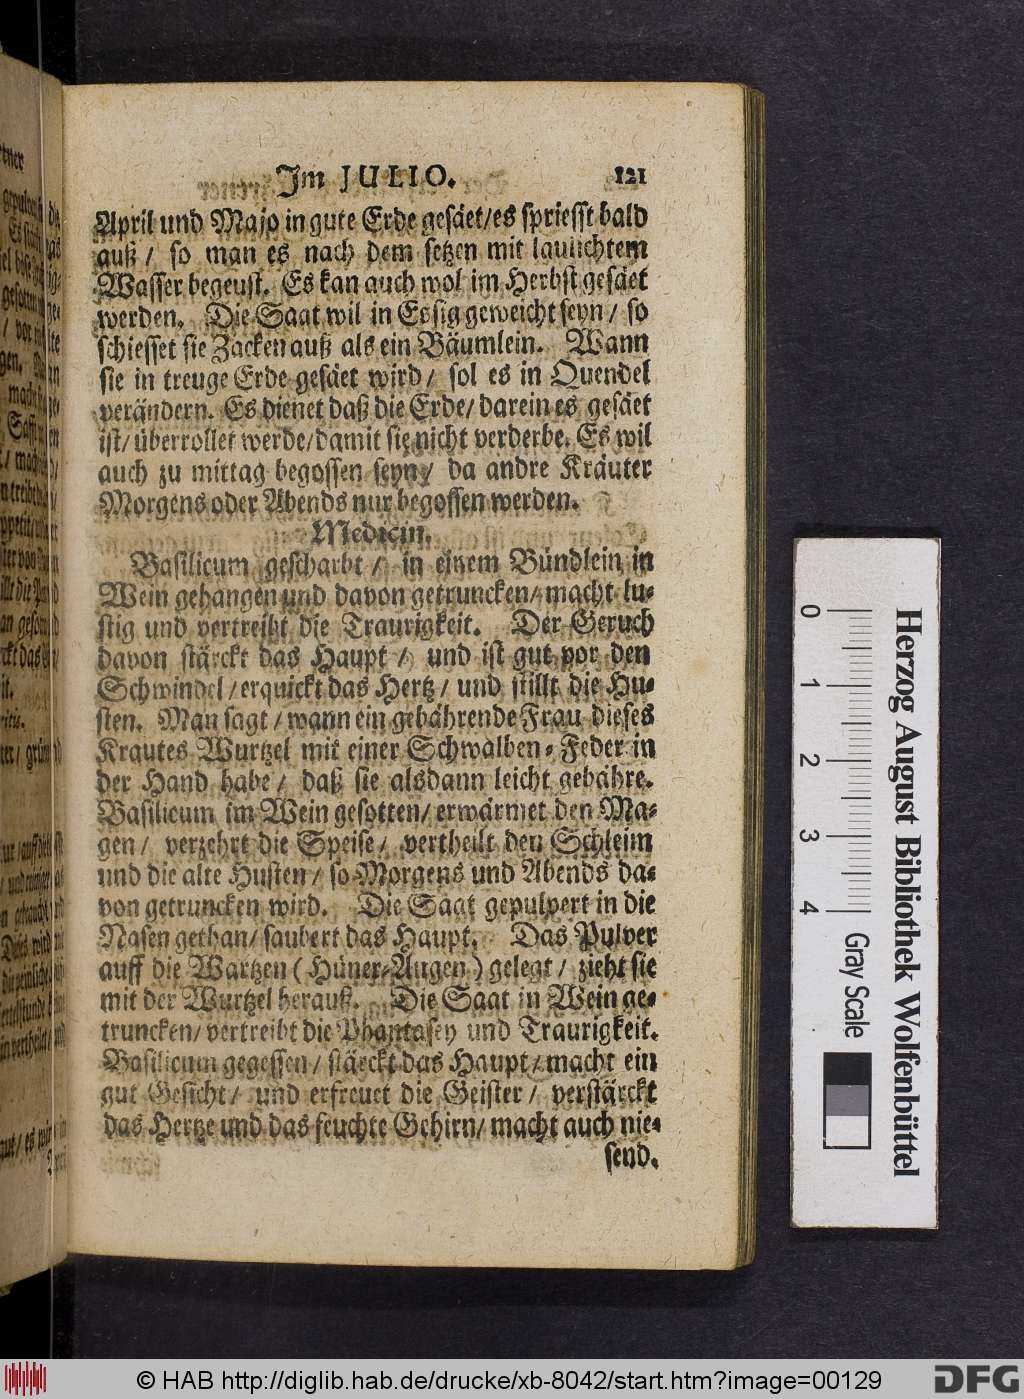 Im JULIO. 121
April und Majo in gute Erde gesäet/ es spriesst bald
auß / so man es nach dem setzen mit laulichtem
Wasser begeust. Es kan auch wol im Herbst gesäet
werden. Die Saat wil in Essig geweicht seyn / so
schiesset sie Zacken auß als ein Bäumlein. Wann
sie in treuge Erde gesäet wird / sol es in Quendel
verändern. Es dienet daß die Erde / darein es gesäet
ist / überrollet werde / damit sie nicht verderbe. Es wil
auch zu mittag begossen seyn / da andre Kräuter
Morgens oder Abends nur begossen werden.
Medicin.
Basilicum gescharbt / in einem Bündlein in
Wein gehangen und davon getruncken / macht lu-
stig und vertreibt die Traurigkeit. Der Geruch
davon stärckt das Haupt / und ist gut vor den
Schwindel / erquickt das Hertz / und stillt die Hu-
sten. Man sagt / wann ein gebährende Frau dieses
Krautes Wurtzel mit einer Schwalben-Feder in
der Hand habe / daß sie alsdann leicht gebähre.
Basilicum im Wein gesotten / erwärmet den Ma-
gen / verzehrt die Speise / vertheilt den Schleim
und die alte Husten / so Morgens und Abends da-
von getruncken wird. Die Saat gepulvert in die
Nasen gethan / saubert das Haupt. Das Pulver
auff die Wartzen ( Hüner-Augen ) gelegt / zieht sie
mit der Wurtzel herauß. Die Saat in Wein ge-
truncken / vertreibt die Phantasey und Traurigkeit.
Basilicum gegessen / stärckt das Haupt / macht ein
gut Gesicht / und erfreuet die Geister / verstärckt
das Hertze und das feuchte Gehirn / macht auch nie-
send.
0 1 2 3 4
Gray Scale
Herzog August Bibliothek Wolfenbüttel
© HAB http://diglib.hab.de/drucke/xb-8042/start.htm?image=00129
DFG